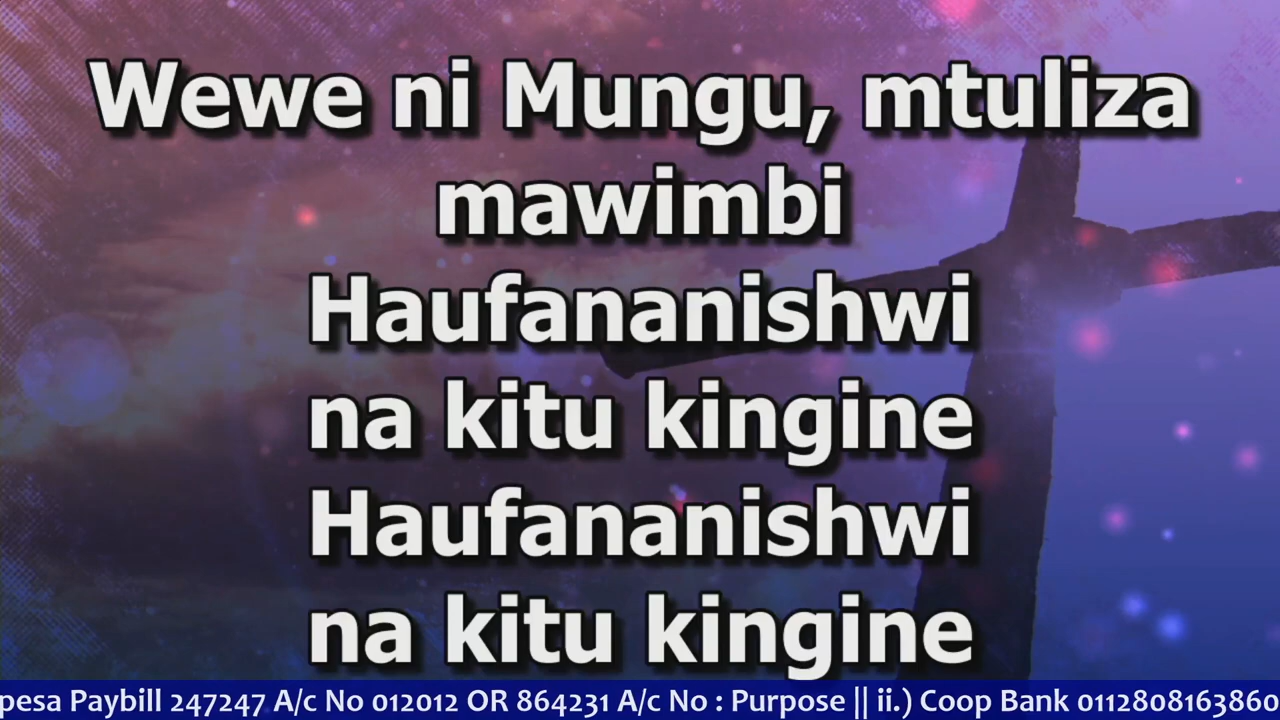 Wewe ni Mungu, mtuliza
mawimbi
Haufananishwi
na kitu kingine
Haufananishwi
na kitu kingine
pesa Paybill 247247 A/c No 012012 OR 864231 A/c No : Purpose || ii.) Coop Bank 0112808163860